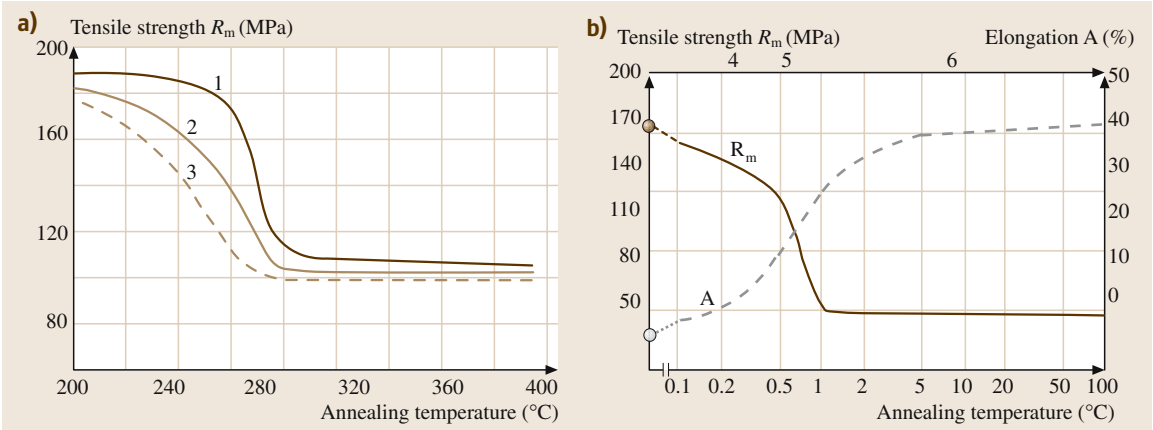 a) Tensile strength Rm (MPa)
200
160
120
80
1
2
3
200 240 280 320 360 400
Annealing temperature (°C)
b) Tensile strength Rm (MPa) Elongation A (%)
4 5 6
200
170
140
110
80
50
50
40
30
20
10
0
Rm
A
0.1 0.2 0.5 1 2 5 10 20 50 100
Annealing temperature (°C)